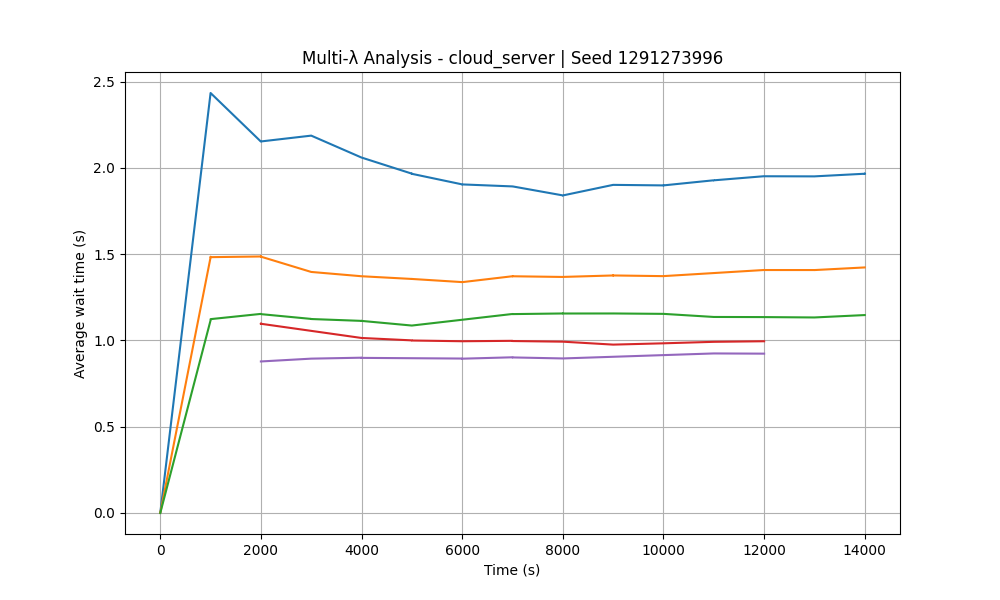 Multi-λ Analysis - cloud_server | Seed 1291273996
Average wait time (s)
2.5
2.0
1.5
1.0
0.5
0.0
0 2000 4000 6000 8000 10000 12000 14000
Time (s)